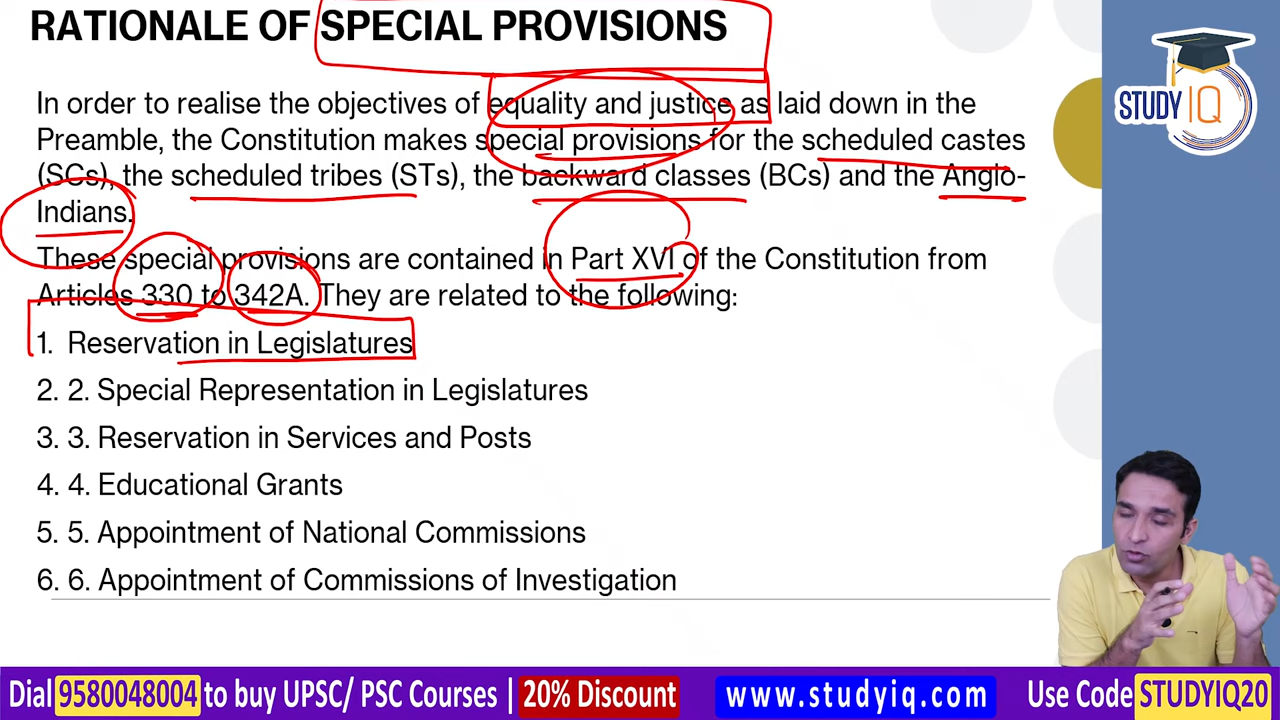 RATIONALE OF SPECIAL PROVISIONS
STUDY IQ
In order to realise the objectives of equality and justice as laid down in the
Preamble, the Constitution makes special provisions for the scheduled castes
(SCs), the scheduled tribes (STs), the backward classes (BCs) and the Anglo-
Indians.
These special provisions are contained in Part XVI of the Constitution from
Articles 330 to 342A. They are related to the following:
1. Reservation in Legislatures
2. 2. Special Representation in Legislatures
3. 3. Reservation in Services and Posts
4. 4. Educational Grants
5. 5. Appointment of National Commissions
6. 6. Appointment of Commissions of Investigation
Dial 9580048004 to buy UPSC/ PSC Courses | 20% Discount www.studyiq.com Use Code STUDYIQ20